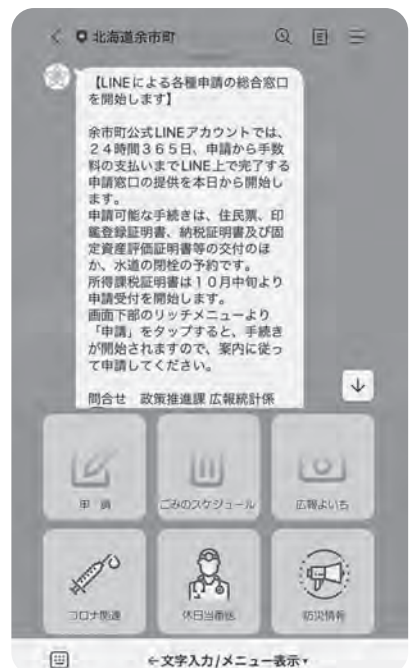 北海道余市町
【LINEによる各種申請の総合窓口
を開始します】
余市町公式LINEアカウントでは、
24時間365日、申請から手数
料の支払いまでLINE上で完了する
申請窓口の提供を本日から開始し
ます。
申請可能な手続きは、住民票、印
鑑登録証明書、納税証明書及び固
定資産評価証明書等の交付のほ
か、水道の閉栓の予約です。
所得課税証明書は10月中旬より
申請受付を開始します。
画面下部のリッチメニューより
「申請」をタップすると、手続き
が開始されますので、案内に従っ
て申請してください。
問合せ 政策推進課 広報統計係
申請
ごみのスケジュール
広報よいち
コロナ関連
休日当番医
防災情報
←文字入力/メニュー表示▾